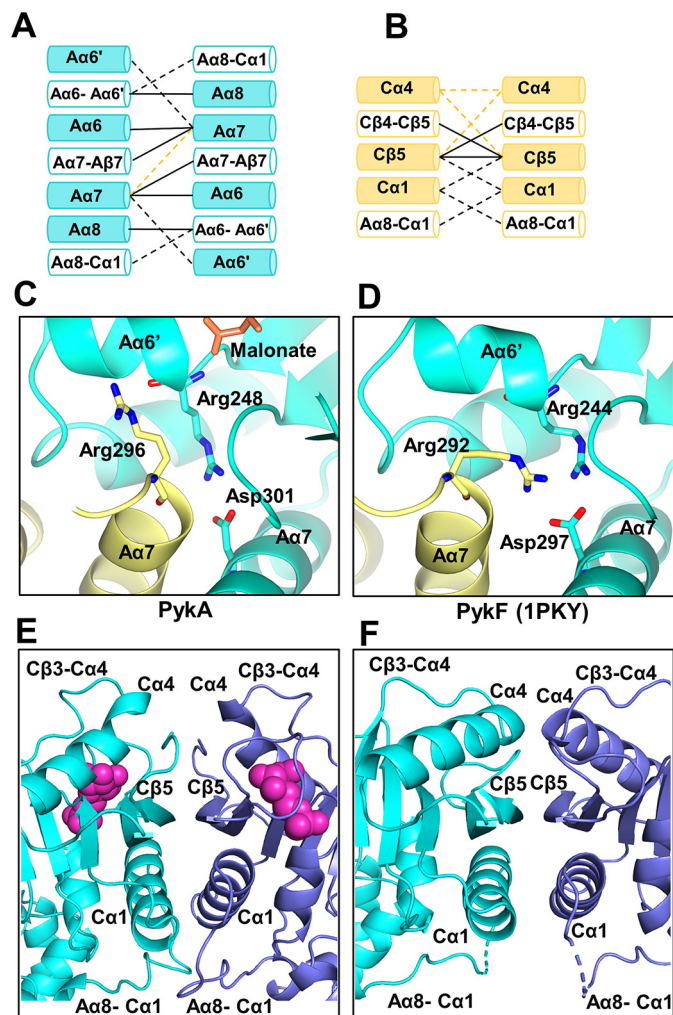 A
B
Aα6'
Aα8-Cα1
Aα6- Aα6'
Aα8
Aα6
Aα7
Aα7-Aβ7
Aα7-Aβ7
Aα7
Aα6
Aα8
Aα6- Aα6'
Aα8-Cα1
Aα6'
Cα4
Cα4
Cβ4-Cβ5
Cβ4-Cβ5
Cβ5
Cβ5
Cα1
Cα1
Aα8-Cα1
Aα8-Cα1
C
D
Aα6’
Malonate
Arg248
Arg296
Asp301
Aα7
Aα7
PykA
Aα6’
Arg244
Arg292
Aα7
Asp297
Aα7
PykF (1PKY)
E
F
Cβ3-Cα4
Cβ3-Cα4
Cα4
Cα4
Cβ5
Cβ5
Cα1
Cα1
Aα8- Cα1
Aα8- Cα1
Cβ3-Cα4
Cβ3-Cα4
Cα4
Cα4
Cβ5
Cβ5
Cα1
Cα1
Aα8- Cα1
Aα8- Cα1